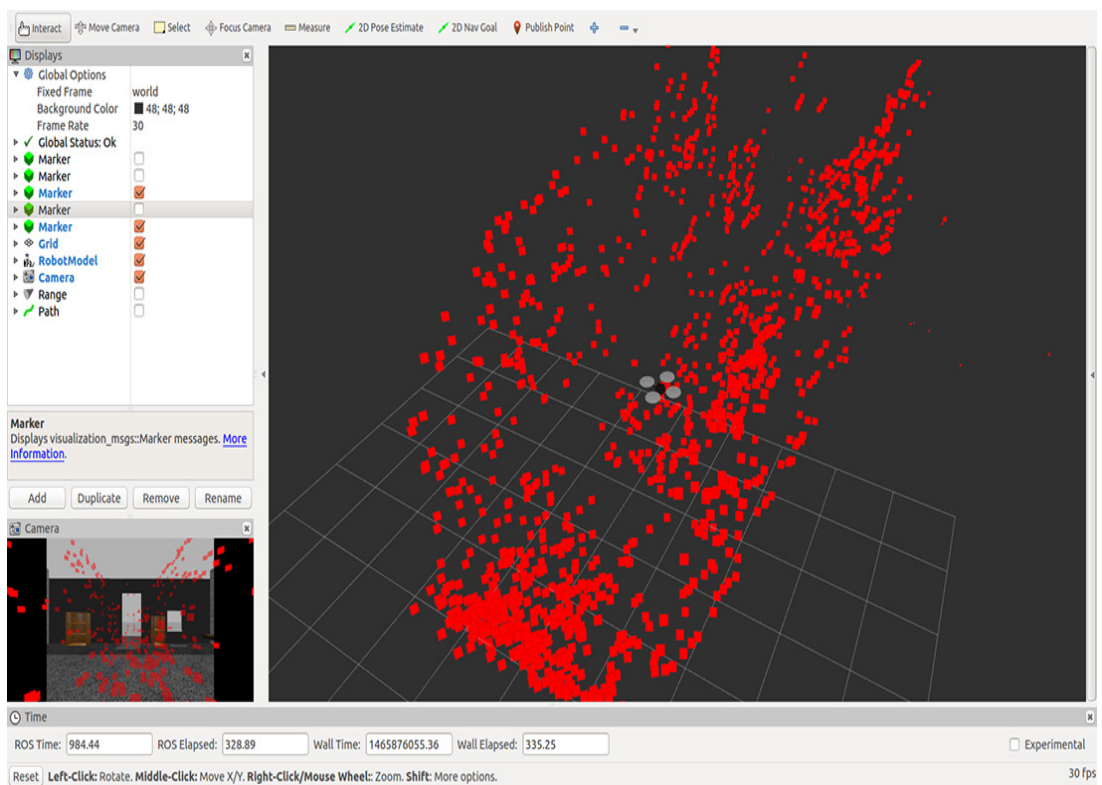 Interact Move Camera Select Focus Camera Measure 2D Pose Estimate 2D Nav Goal Publish Point
Displays
Global Options
Fixed Frame world
Background Color 48; 48; 48
Frame Rate 30
Global Status: Ok
Marker
Marker
Marker
Marker
Marker
Grid
RobotModel
Camera
Range
Path
Marker
Displays visualization_msgs::Marker messages. More
Information.
Add Duplicate Remove Rename
Camera
Time
ROS Time: 984.44 ROS Elapsed: 328.89 Wall Time: 1465876055.36 Wall Elapsed: 335.25 Experimental
Reset Left-Click: Rotate. Middle-Click: Move X/Y. Right-Click/Mouse Wheel:: Zoom. Shift: More options. 30 fps